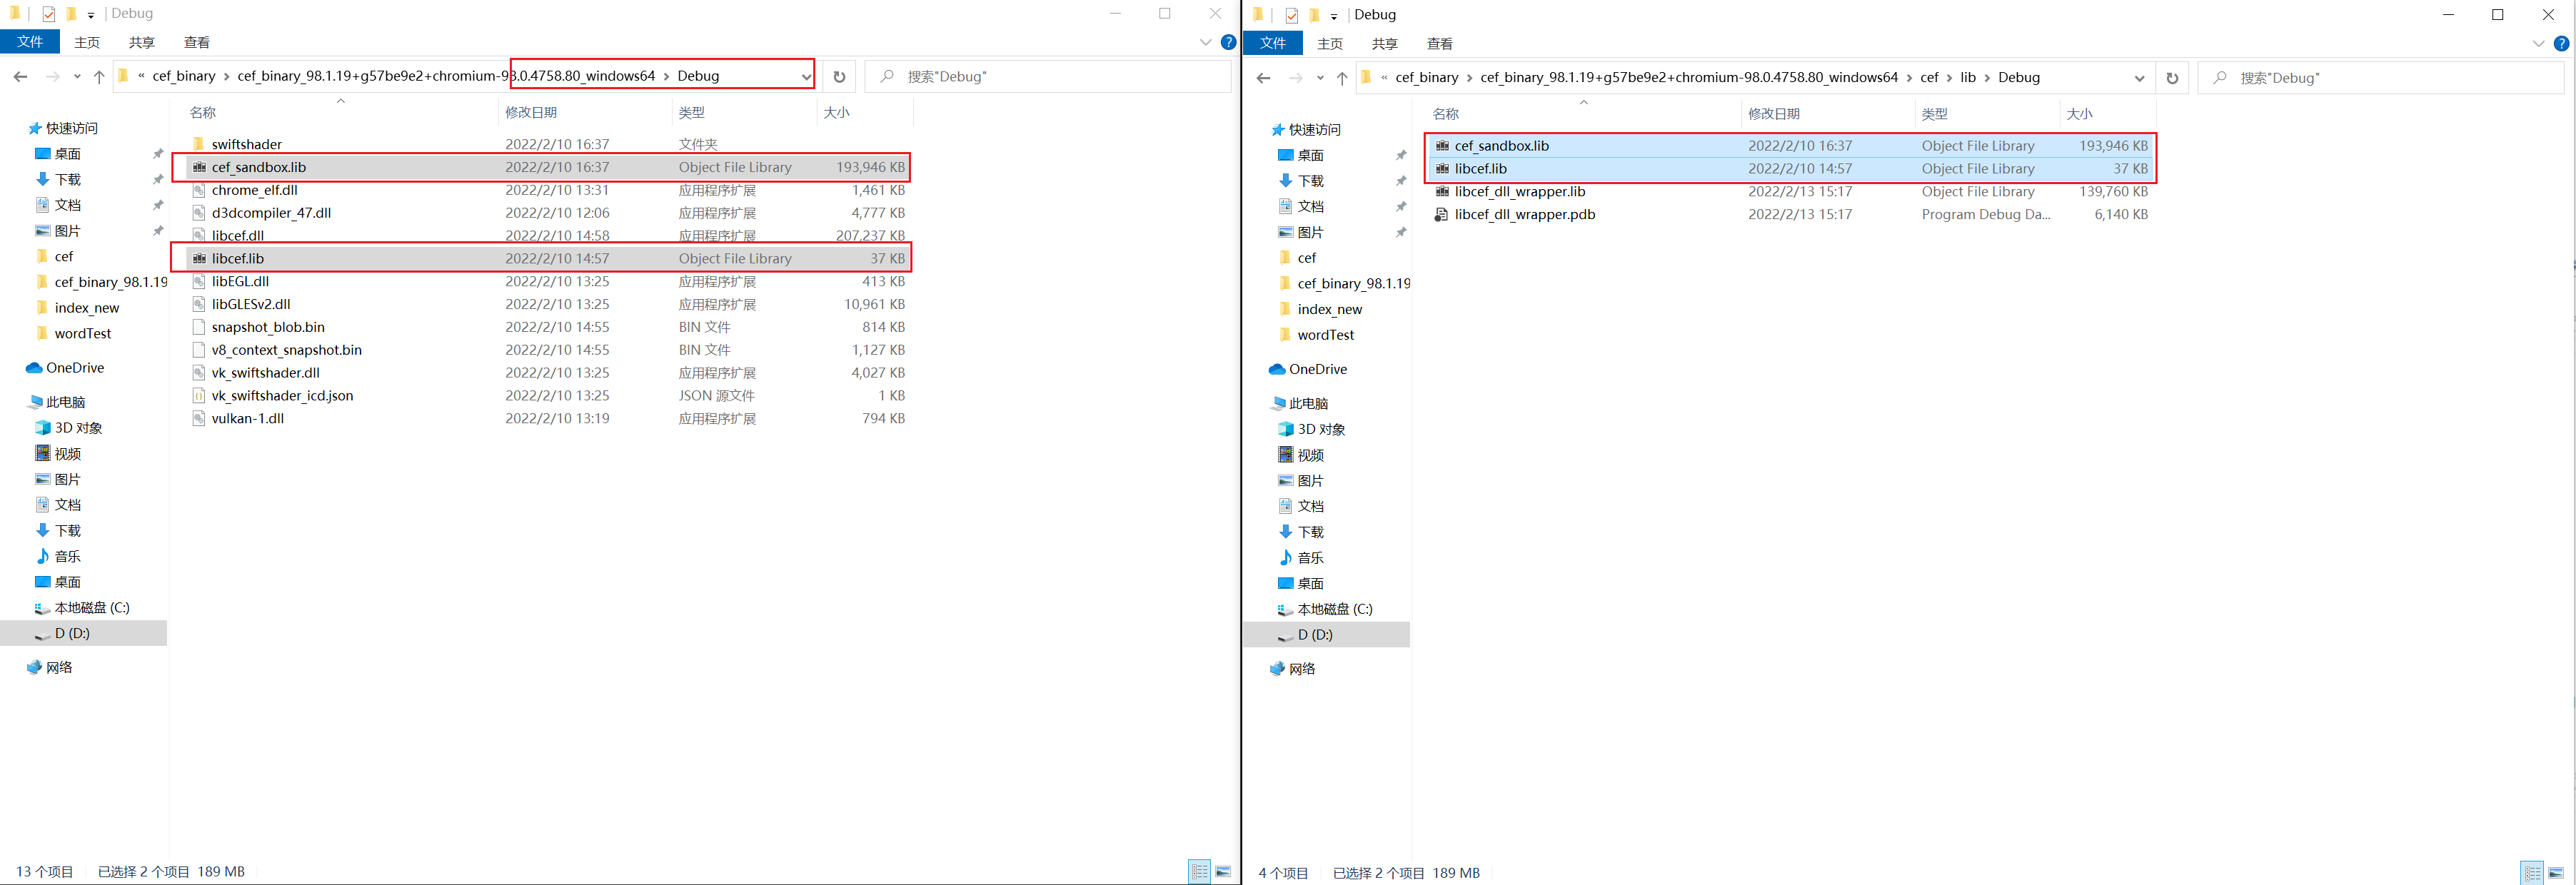 Debug
文件 主页 共享 查看
« cef_binary › cef_binary_98.1.19+g57be9e2+chromium-98.0.4758.80_windows64 › Debug 搜索"Debug"
名称 修改日期 类型 大小
快速访问
桌面
下载
文档
图片
cef
cef_binary_98.1.19
index_new
wordTest
OneDrive
此电脑
3D 对象
视频
图片
文档
下载
音乐
桌面
本地磁盘 (C:)
D (D:)
网络
swiftshader 2022/2/10 16:37 文件夹
cef_sandbox.lib 2022/2/10 16:37 Object File Library 193,946 KB
chrome_elf.dll 2022/2/10 13:31 应用程序扩展 1,461 KB
d3dcompiler_47.dll 2022/2/10 12:06 应用程序扩展 4,777 KB
libcef.dll 2022/2/10 14:58 应用程序扩展 207,237 KB
libcef.lib 2022/2/10 14:57 Object File Library 37 KB
libEGL.dll 2022/2/10 13:25 应用程序扩展 413 KB
libGLESv2.dll 2022/2/10 13:25 应用程序扩展 10,961 KB
snapshot_blob.bin 2022/2/10 14:55 BIN 文件 814 KB
v8_context_snapshot.bin 2022/2/10 14:55 BIN 文件 1,127 KB
vk_swiftshader.dll 2022/2/10 13:25 应用程序扩展 4,027 KB
vk_swiftshader_icd.json 2022/2/10 13:25 JSON 源文件 1 KB
vulkan-1.dll 2022/2/10 13:19 应用程序扩展 794 KB
13 个项目 已选择 2 个项目 189 MB
Debug
文件 主页 共享 查看
« cef_binary › cef_binary_98.1.19+g57be9e2+chromium-98.0.4758.80_windows64 › cef › lib › Debug 搜索"Debug"
名称 修改日期 类型 大小
快速访问
桌面
下载
文档
图片
cef
cef_binary_98.1.19
index_new
wordTest
OneDrive
此电脑
3D 对象
视频
图片
文档
下载
音乐
桌面
本地磁盘 (C:)
D (D:)
网络
cef_sandbox.lib 2022/2/10 16:37 Object File Library 193,946 KB
libcef.lib 2022/2/10 14:57 Object File Library 37 KB
libcef_dll_wrapper.lib 2022/2/13 15:17 Object File Library 139,760 KB
libcef_dll_wrapper.pdb 2022/2/13 15:17 Program Debug Da... 6,140 KB
4 个项目 已选择 2 个项目 189 MB